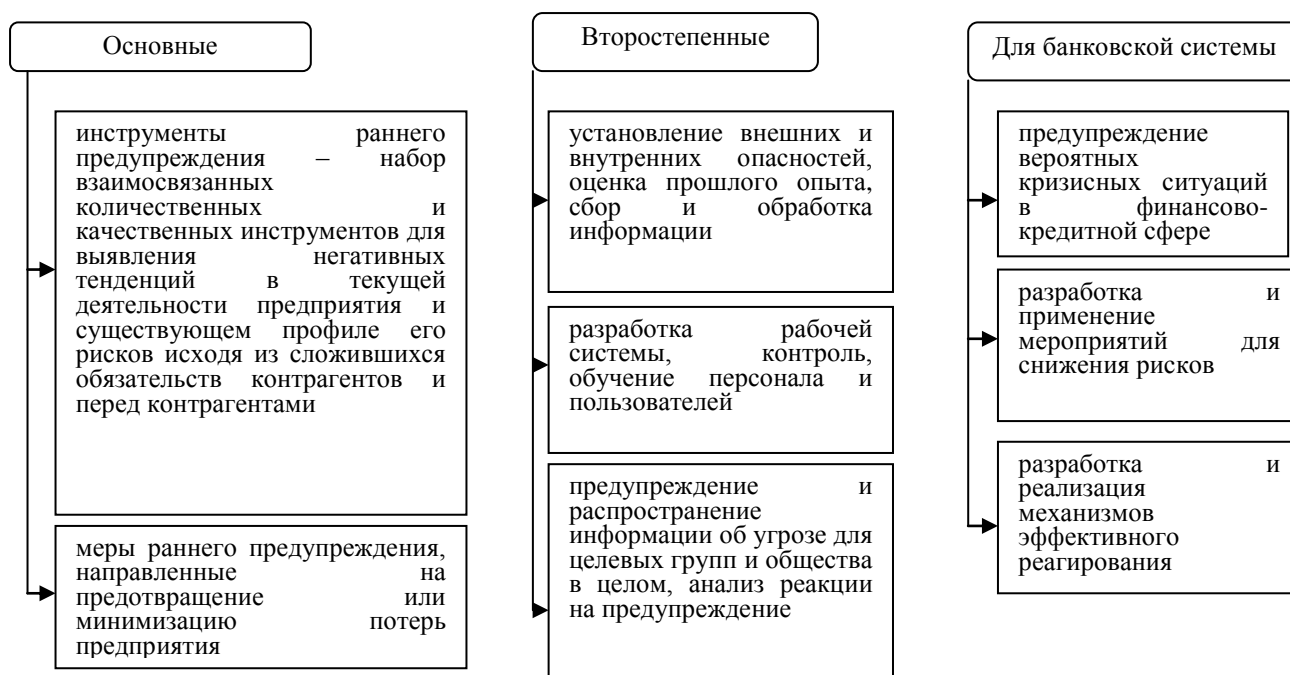 Основные
инструменты раннего
предупреждения – набор
взаимосвязанных
количественных и
качественных инструментов для
выявления негативных
тенденций в текущей
деятельности предприятия и
существующем профиле его
рисков исходя из сложившихся
обязательств контрагентов и
перед контрагентами
меры раннего предупреждения,
направленные на
предотвращение или
минимизацию потерь
предприятия
Второстепенные
установление внешних и
внутренних опасностей,
оценка прошлого опыта,
сбор и обработка
информации
разработка рабочей
системы, контроль,
обучение персонала и
пользователей
предупреждение и
распространение
информации об угрозе для
целевых групп и общества
в целом, анализ реакции
на предупреждение
Для банковской системы
предупреждение
вероятных
кризисных ситуаций
в финансово-
кредитной сфере
разработка и
применение
мероприятий для
снижения рисков
разработка и
реализация
механизмов
эффективного
реагирования